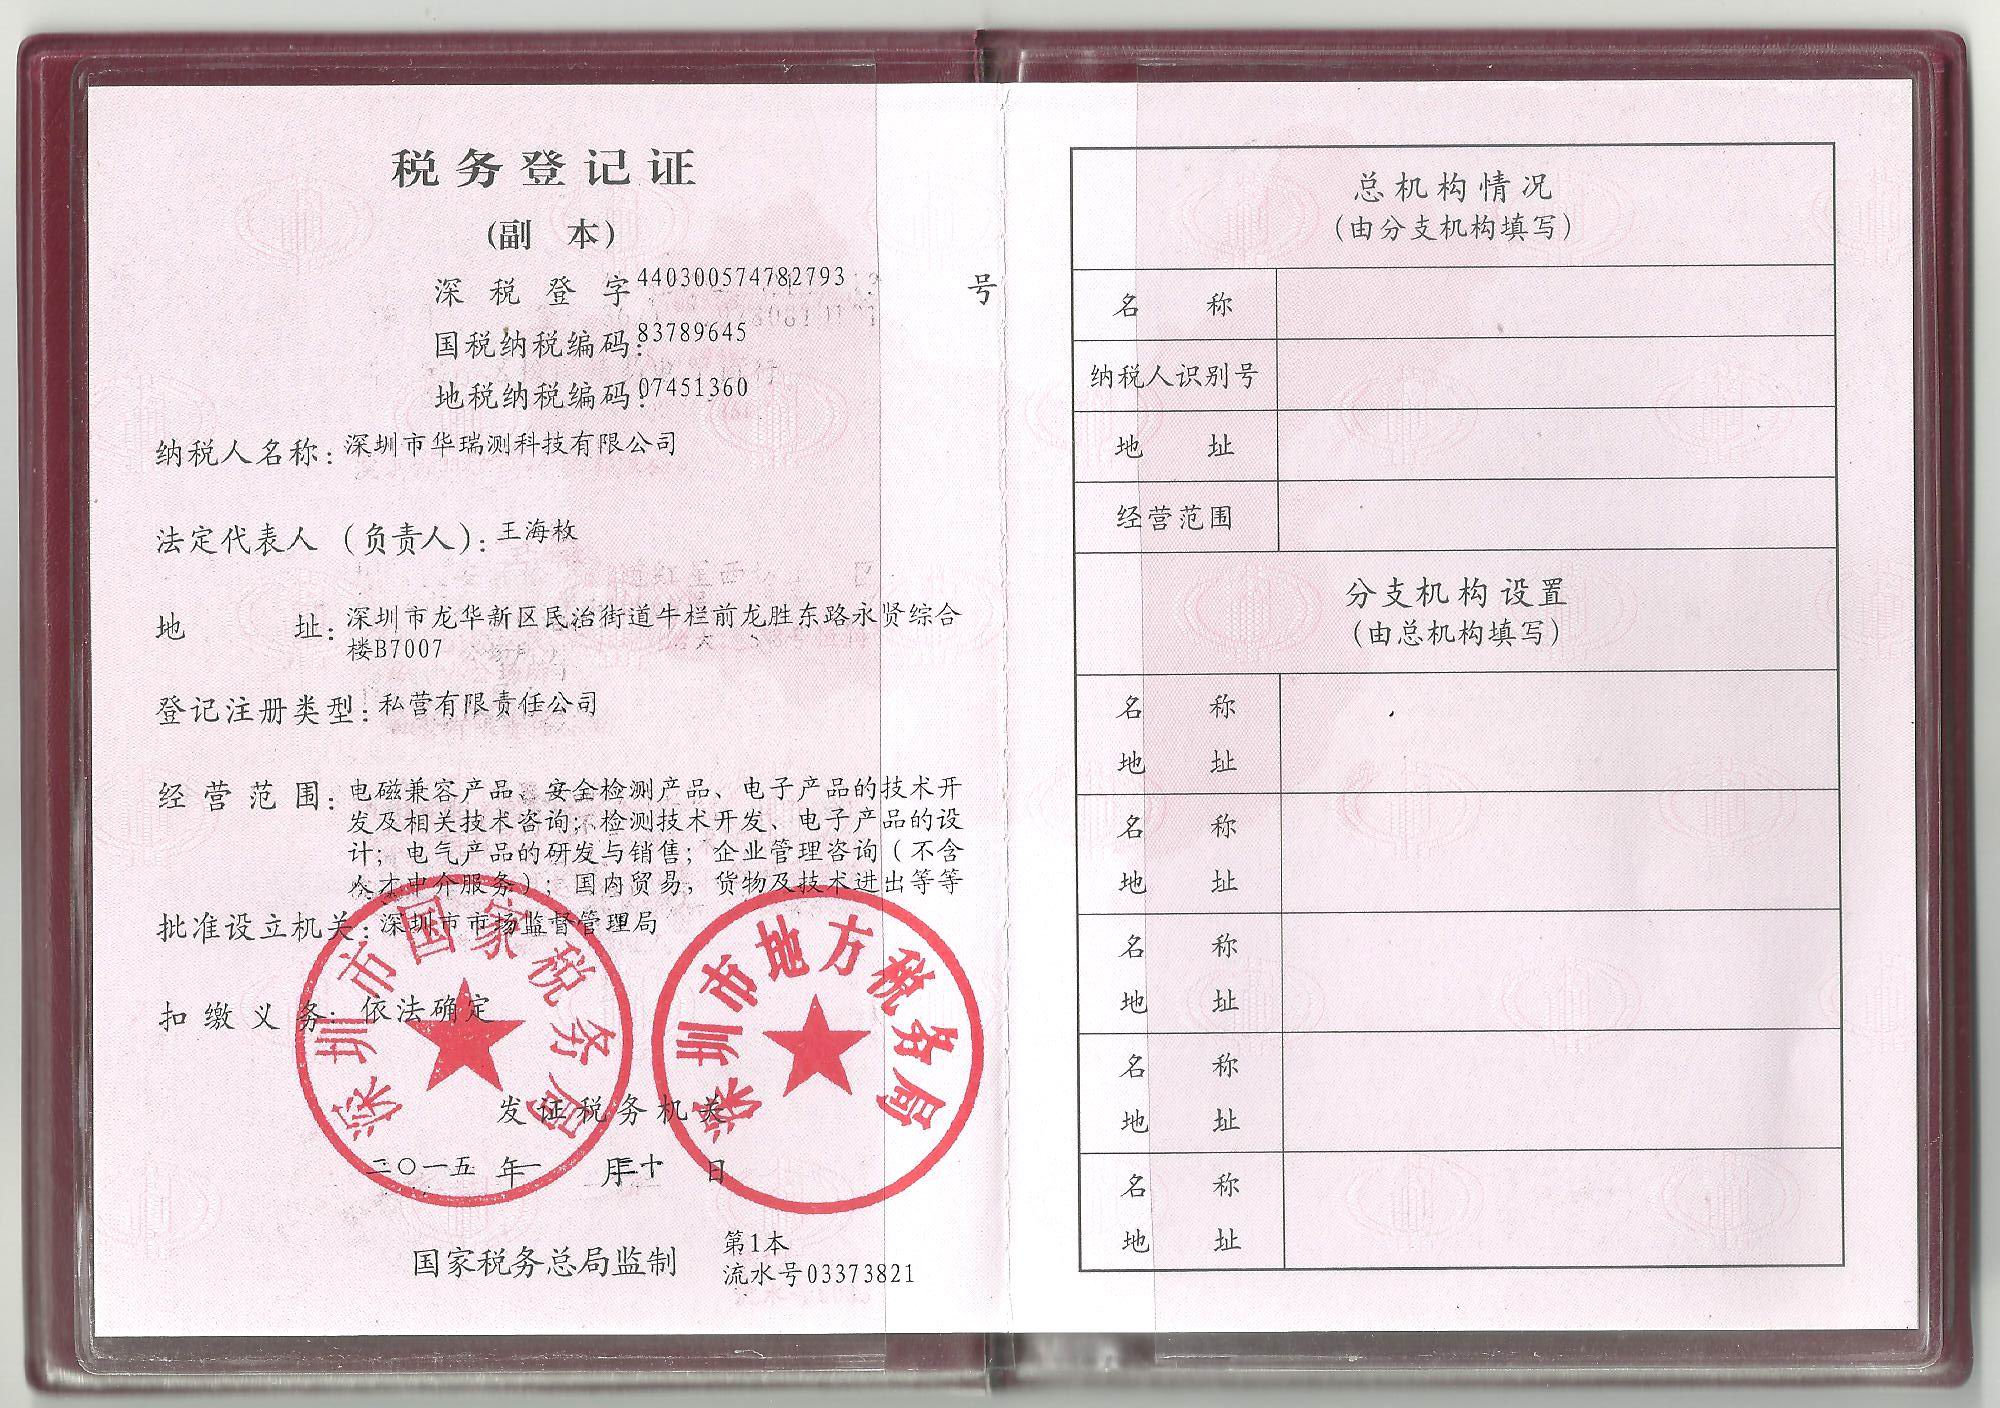 税务登记证
(副 本)
深 税 登 字 440300574782793 号
国税纳税编码:83789645
地税纳税编码:07451360
纳税人名称:深圳市华瑞测科技有限公司
法定代表人(负责人):王海枚
地 址:深圳市龙华新区民治街道牛栏前龙胜东路永贤综合
楼B7007
登记注册类型:私营有限责任公司
经 营 范 围:电磁兼容产品、安全检测产品、电子产品的技术开
发及相关技术咨询;检测技术开发、电子产品的设
计;电气产品的研发与销售;企业管理咨询(不含
人才中介服务);国内贸易,货物及技术进出等等
批准设立机关:深圳市市场监督管理局
扣 缴 义 务:依法确定
深圳市国家税务局
深圳市地方税务局
发证税务机关
二〇一五 年一 月三十 日
国家税务总局监制
第1本
流水号03373821
总机构情况
(由分支机构填写)
名 称
纳税人识别号
地 址
经营范围
分支机构设置
(由总机构填写)
名 称
地 址
名 称
地 址
名 称
地 址
名 称
地 址
名 称
地 址